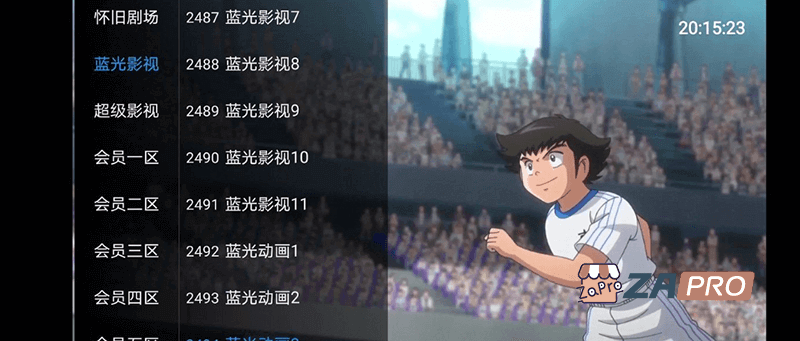 怀旧剧场
蓝光影视
超级影视
会员一区
会员二区
会员三区
会员四区
2487 蓝光影视7
2488 蓝光影视8
2489 蓝光影视9
2490 蓝光影视10
2491 蓝光影视11
2492 蓝光动画1
2493 蓝光动画2
20:15:23
Za Pro
ZAPRO